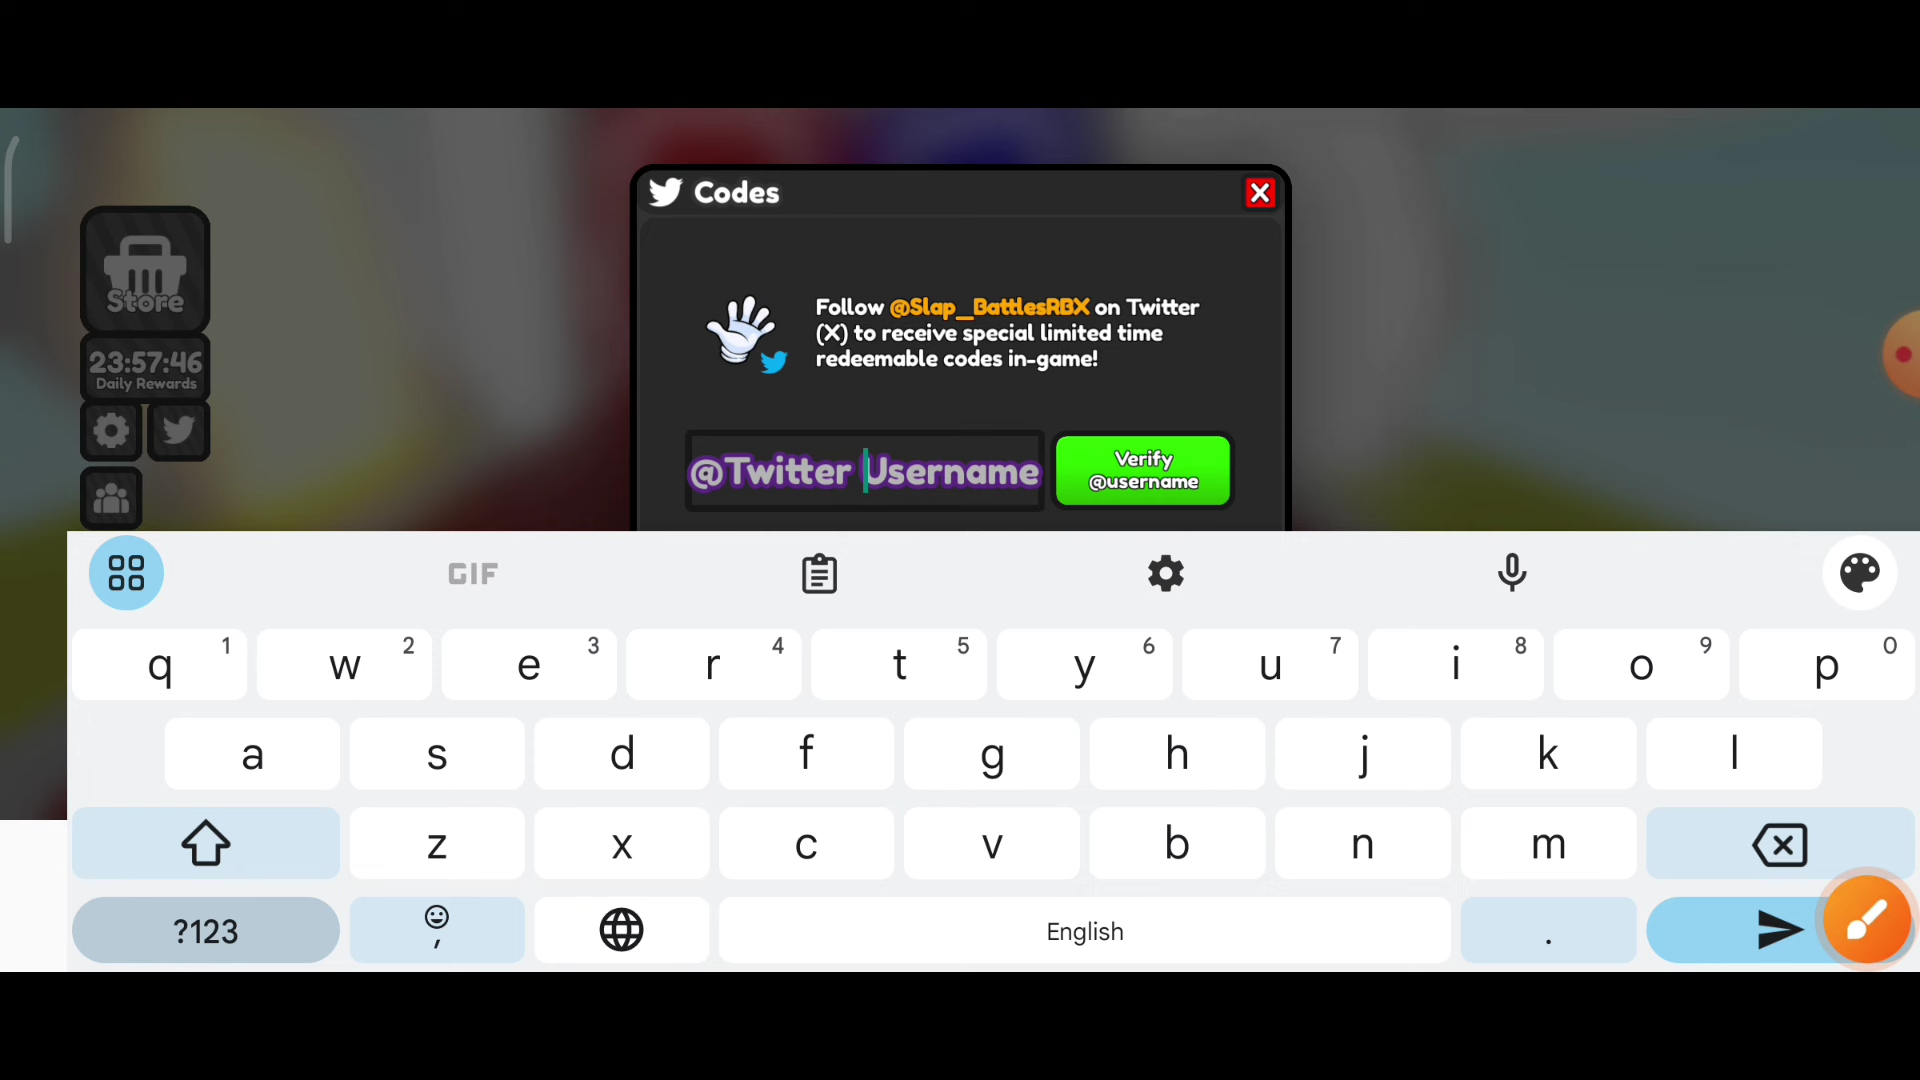 Codes
X
Store
23:57:46
Daily Rewards
Follow @Slap_BattlesRBX on Twitter
(X) to receive special limited time
redeemable codes in-game!
@Twitter Username
Verify
@username
GIF
q 1 w 2 e 3 r 4 t 5 y 6 u 7 i 8 o 9 p 0
a s d f g h j k l
z x c v b n m
?123 , English .